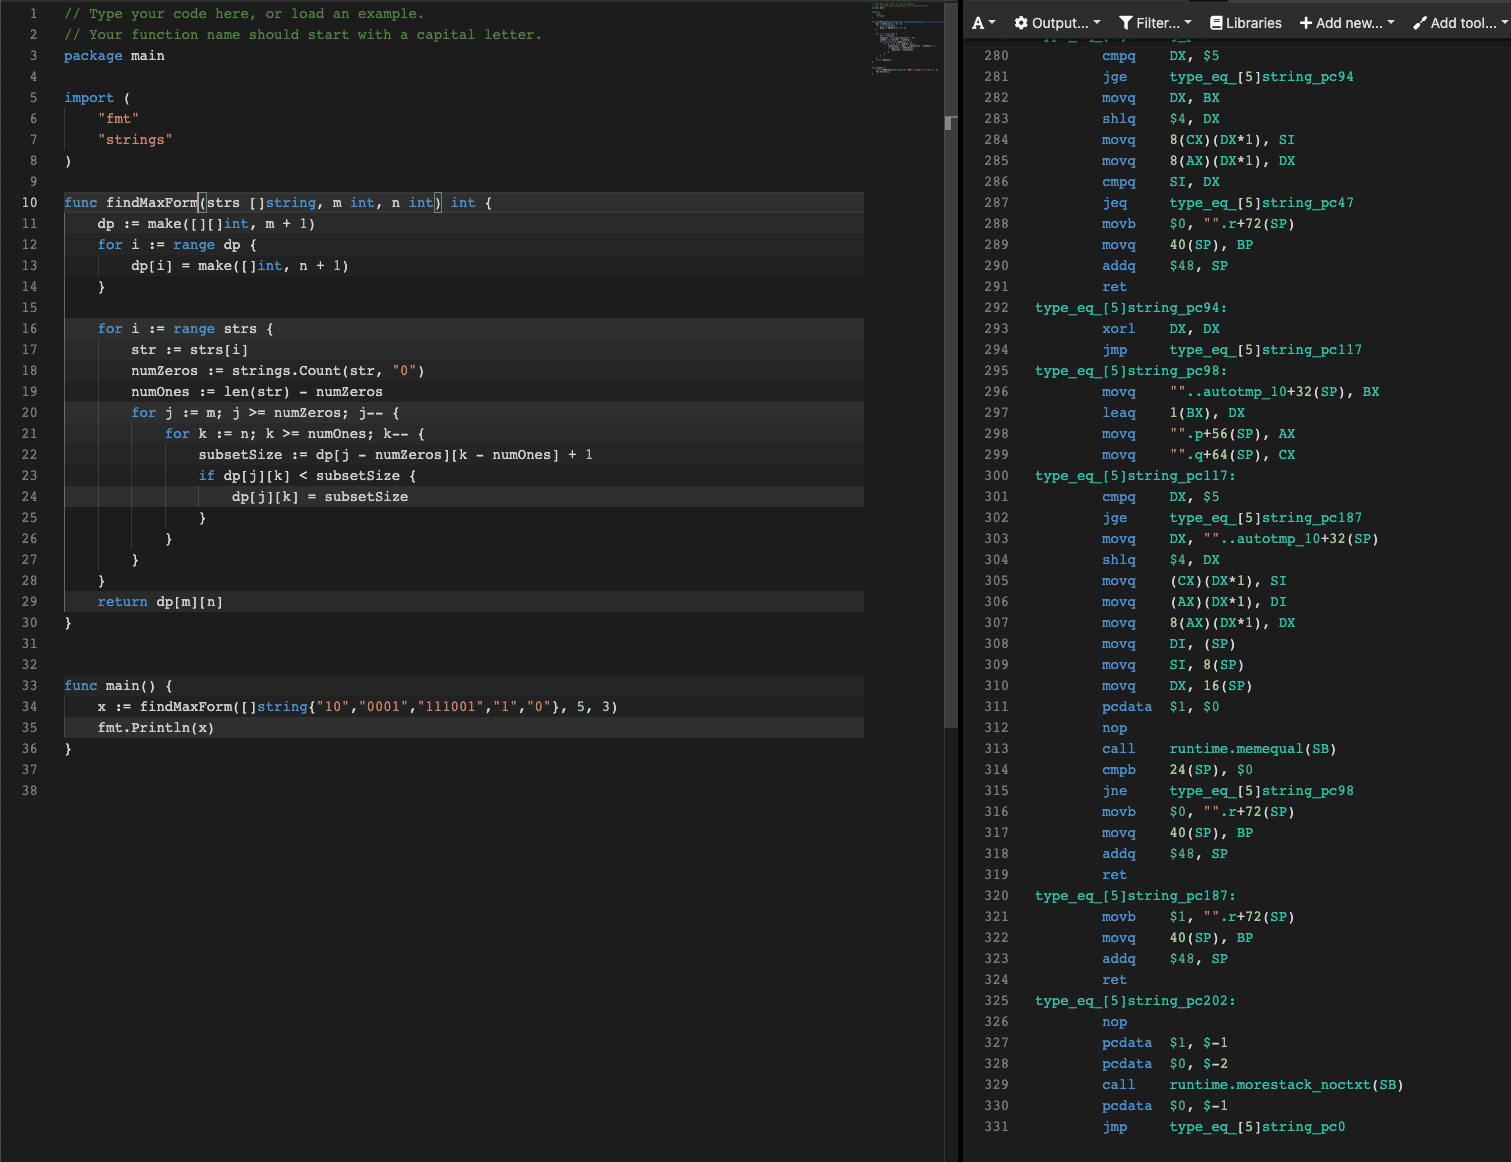 1 // Type your code here, or load an example.
2 // Your function name should start with a capital letter.
3 package main
4
5 import (
6 "fmt"
7 "strings"
8 )
9
10 func findMaxForm(strs []string, m int, n int) int {
11 dp := make([][]int, m + 1)
12 for i := range dp {
13 dp[i] = make([]int, n + 1)
14 }
15
16 for i := range strs {
17 str := strs[i]
18 numZeros := strings.Count(str, "0")
19 numOnes := len(str) - numZeros
20 for j := m; j >= numZeros; j-- {
21 for k := n; k >= numOnes; k-- {
22 subsetSize := dp[j - numZeros][k - numOnes] + 1
23 if dp[j][k] < subsetSize {
24 dp[j][k] = subsetSize
25 }
26 }
27 }
28 }
29 return dp[m][n]
30 }
31
32
33 func main() {
34 x := findMaxForm([]string{"10","0001","111001","1","0"}, 5, 3)
35 fmt.Println(x)
36 }
37
38
A Output... Filter... Libraries + Add new... Add tool...
280 cmpq DX, $5
281 jge type_eq_[5]string_pc94
282 movq DX, BX
283 shlq $4, DX
284 movq 8(CX)(DX*1), SI
285 movq 8(AX)(DX*1), DX
286 cmpq SI, DX
287 jeq type_eq_[5]string_pc47
288 movb $0, "".r+72(SP)
289 movq 40(SP), BP
290 addq $48, SP
291 ret
292 type_eq_[5]string_pc94:
293 xorl DX, DX
294 jmp type_eq_[5]string_pc117
295 type_eq_[5]string_pc98:
296 movq ""..autotmp_10+32(SP), BX
297 leaq 1(BX), DX
298 movq "".p+56(SP), AX
299 movq "".q+64(SP), CX
300 type_eq_[5]string_pc117:
301 cmpq DX, $5
302 jge type_eq_[5]string_pc187
303 movq DX, ""..autotmp_10+32(SP)
304 shlq $4, DX
305 movq (CX)(DX*1), SI
306 movq (AX)(DX*1), DI
307 movq 8(AX)(DX*1), DX
308 movq DI, (SP)
309 movq SI, 8(SP)
310 movq DX, 16(SP)
311 pcdata $1, $0
312 nop
313 call runtime.memequal(SB)
314 cmpb 24(SP), $0
315 jne type_eq_[5]string_pc98
316 movb $0, "".r+72(SP)
317 movq 40(SP), BP
318 addq $48, SP
319 ret
320 type_eq_[5]string_pc187:
321 movb $1, "".r+72(SP)
322 movq 40(SP), BP
323 addq $48, SP
324 ret
325 type_eq_[5]string_pc202:
326 nop
327 pcdata $1, $-1
328 pcdata $0, $-2
329 call runtime.morestack_noctxt(SB)
330 pcdata $0, $-1
331 jmp type_eq_[5]string_pc0